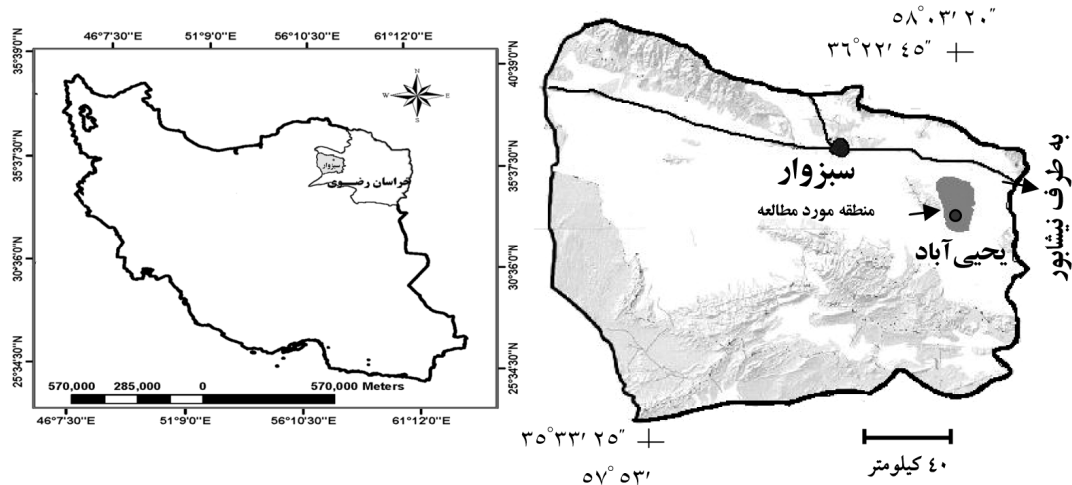 46°7'30"E
51°9'0"E
56°10'30"E
61°12'0"E
35°39'0"N
40°39'0"N
N
W
E
S
35°37'30"N
35°37'30"N
سبزوار
خراسان رضوی
30°36'0"N
30°36'0"N
25°34'30"N
25°34'30"N
570,000 285,000 0 570,000 Meters
46°7'30"E
51°9'0"E
56°10'30"E
61°12'0"E
۵۸°۰۳' ۲۰"
۳٦°۲۲' ٤۵"
سبزوار
به طرف نیشابور
منطقه مورد مطالعه
یحیی‌آباد
۳۵°۳۳' ۲۵"
۵۷° ۵۳'
٤۰ کیلومتر